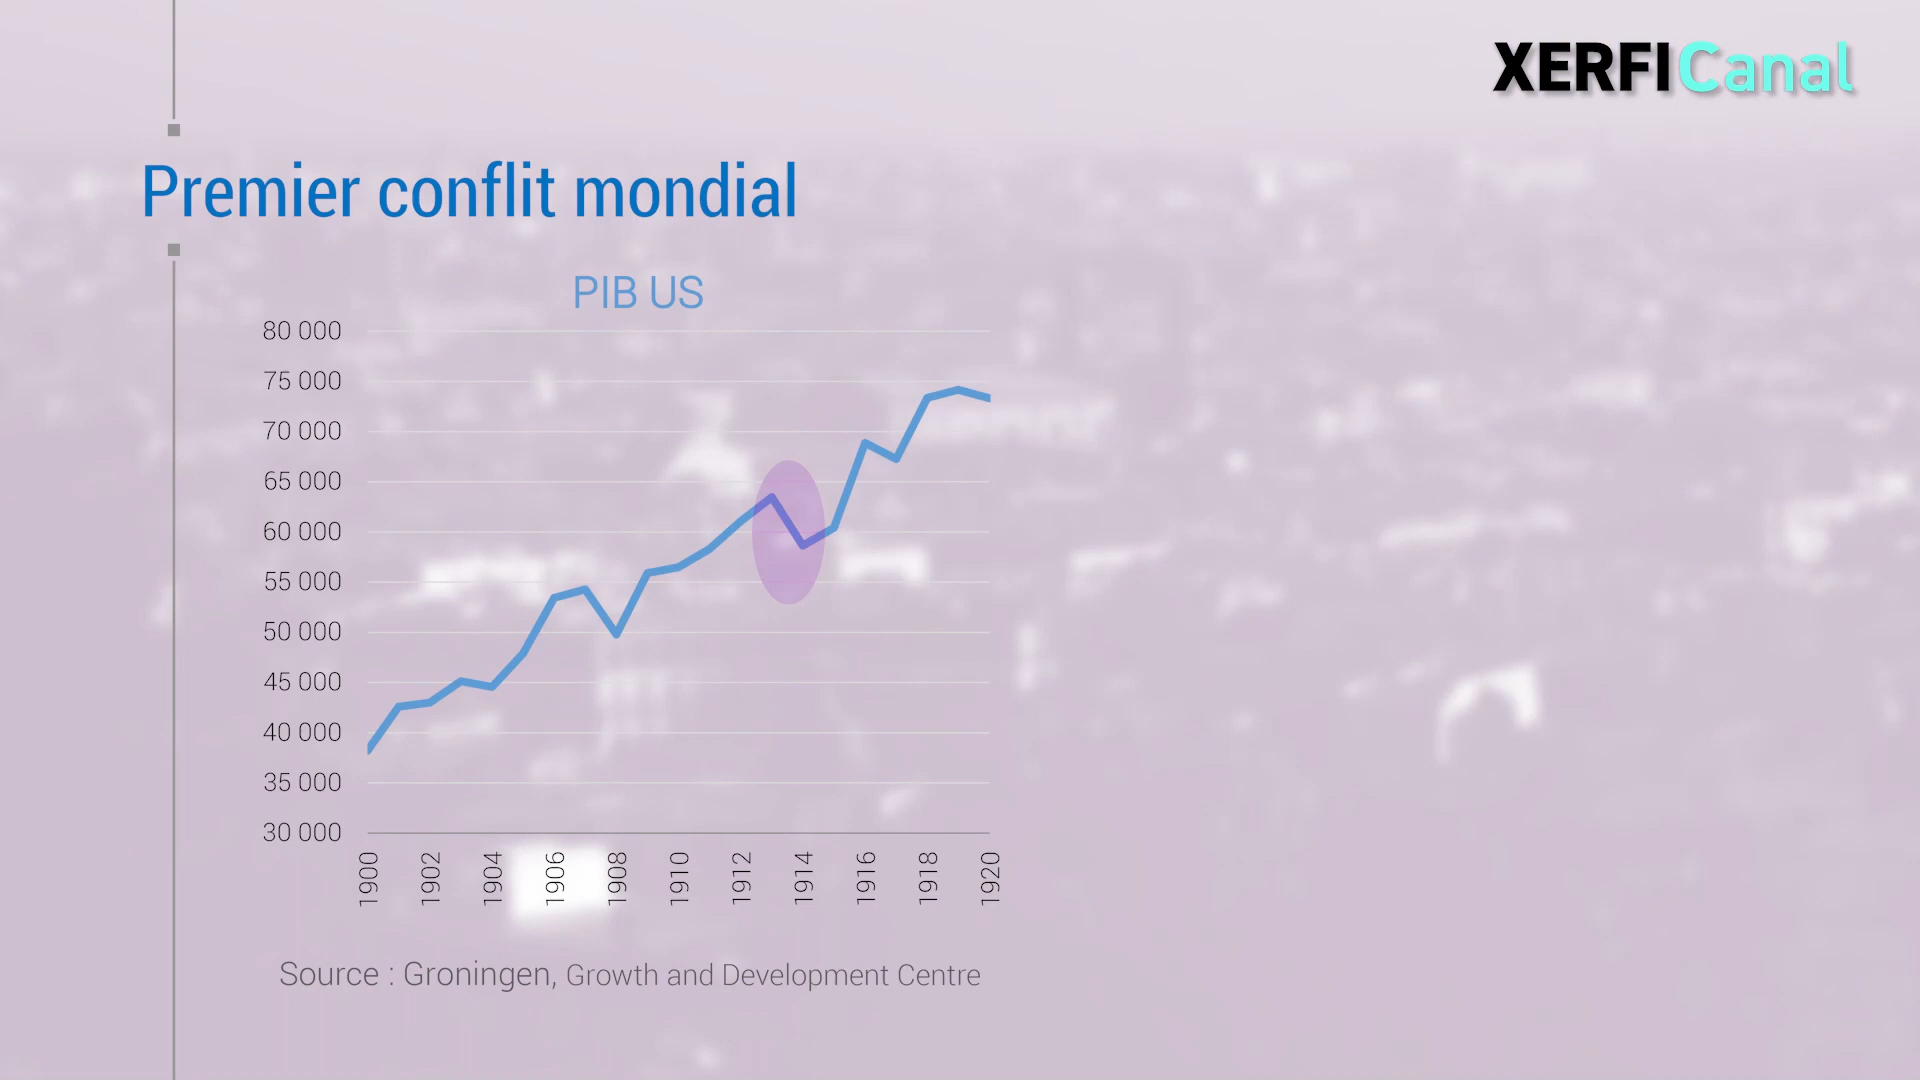 XERFI Canal
Premier conflit mondial
PIB US
80 000
75 000
70 000
65 000
60 000
55 000
50 000
45 000
40 000
35 000
30 000
1900 1902 1904 1906 1908 1910 1912 1914 1916 1918 1920
Source : Groningen, Growth and Development Centre